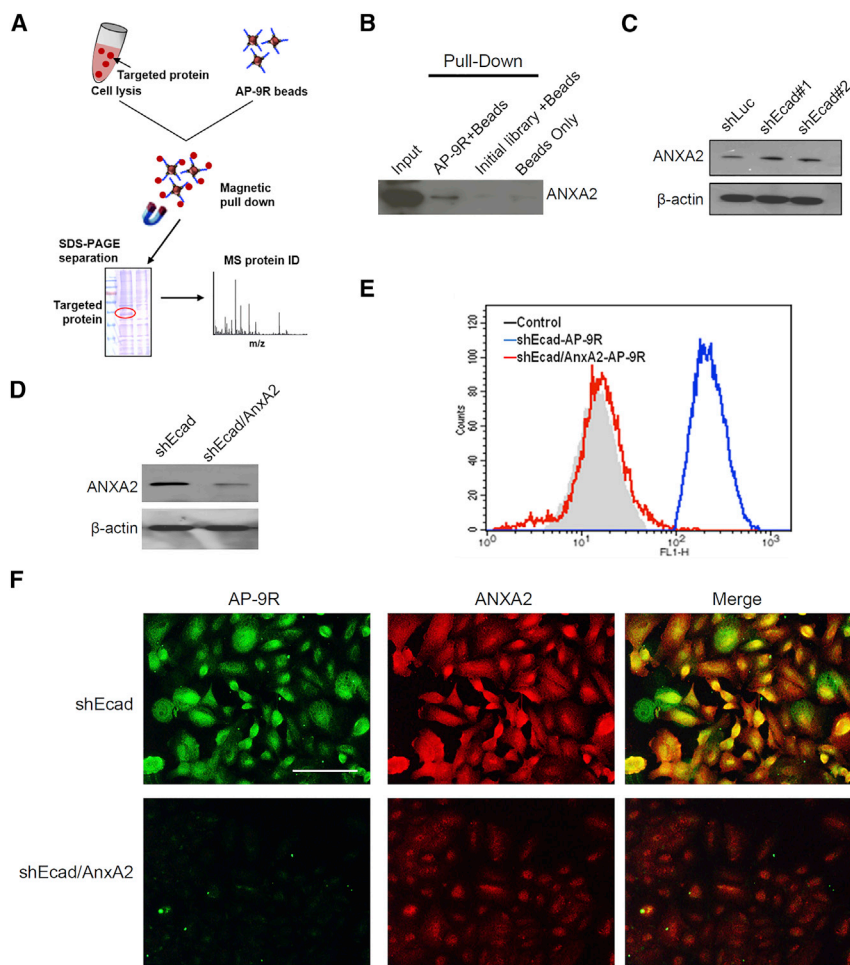 A
Targeted protein
Cell lysis
AP-9R beads
Magnetic
pull down
SDS-PAGE
separation
Targeted
protein
MS protein ID
m/z
B
Pull-Down
Input
AP-9R+Beads
Initial library +Beads
Beads Only
ANXA2
C
shLuc
shEcad#1
shEcad#2
ANXA2
β-actin
D
shEcad
shEcad/AnxA2
ANXA2
β-actin
E
Control
shEcad-AP-9R
shEcad/AnxA2-AP-9R
Counts
120
100
80
60
40
20
0
10⁰ 10¹ 10² 10³
FL1-H
F
AP-9R ANXA2 Merge
shEcad
shEcad/AnxA2